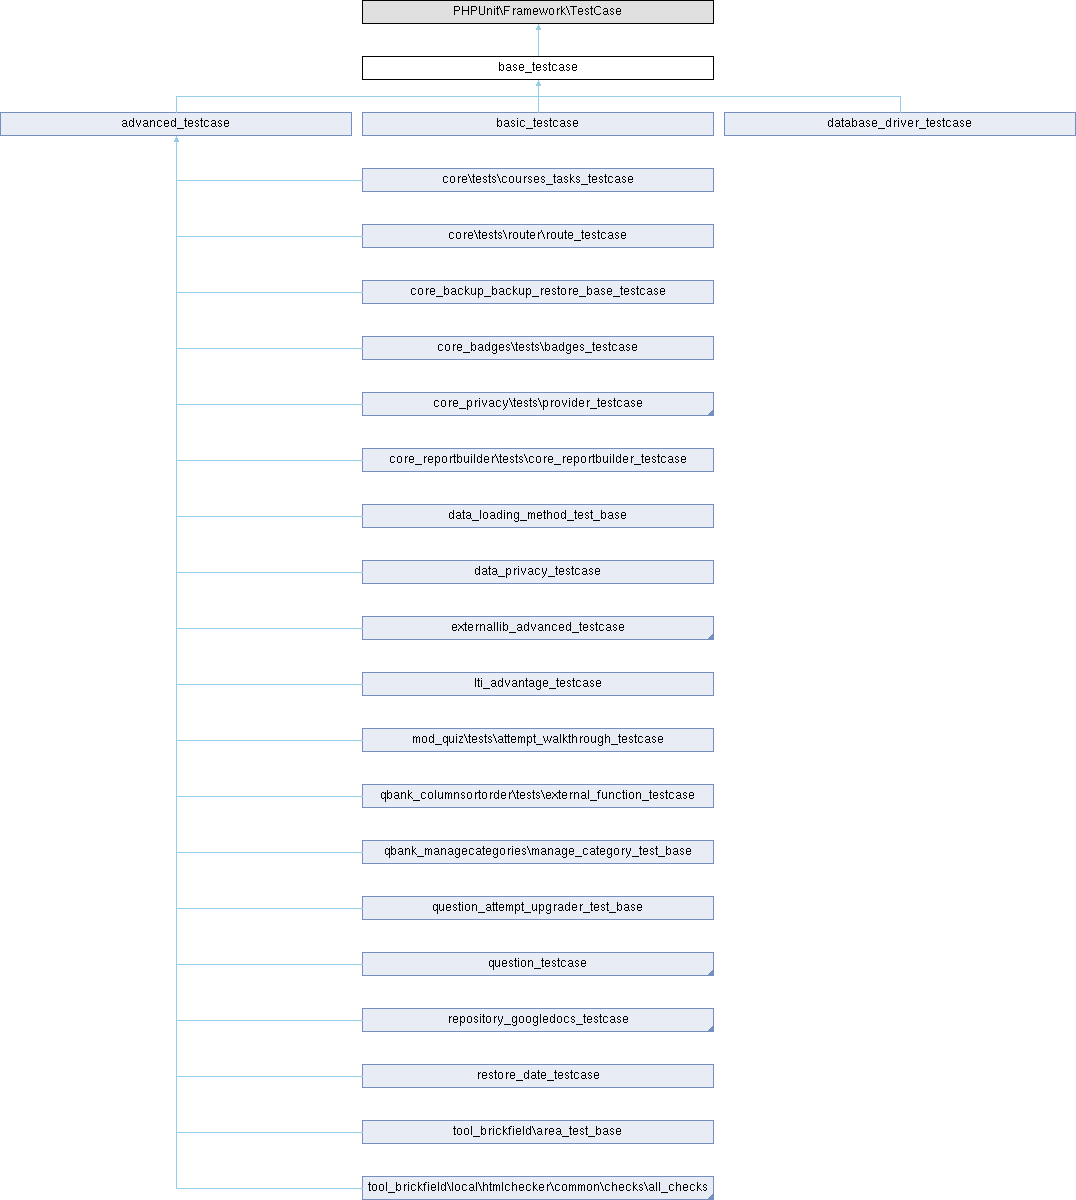 PHPUnit\Framework\TestCase
base_testcase
advanced_testcase
basic_testcase
database_driver_testcase
core\tests\courses_tasks_testcase
core\tests\router\route_testcase
core_backup_backup_restore_base_testcase
core_badges\tests\badges_testcase
core_privacy\tests\provider_testcase
core_reportbuilder\tests\core_reportbuilder_testcase
data_loading_method_test_base
data_privacy_testcase
externallib_advanced_testcase
lti_advantage_testcase
mod_quiz\tests\attempt_walkthrough_testcase
qbank_columnsortorder\tests\external_function_testcase
qbank_managecategories\manage_category_test_base
question_attempt_upgrader_test_base
question_testcase
repository_googledocs_testcase
restore_date_testcase
tool_brickfield\area_test_base
tool_brickfield\local\htmlchecker\common\checks\all_checks